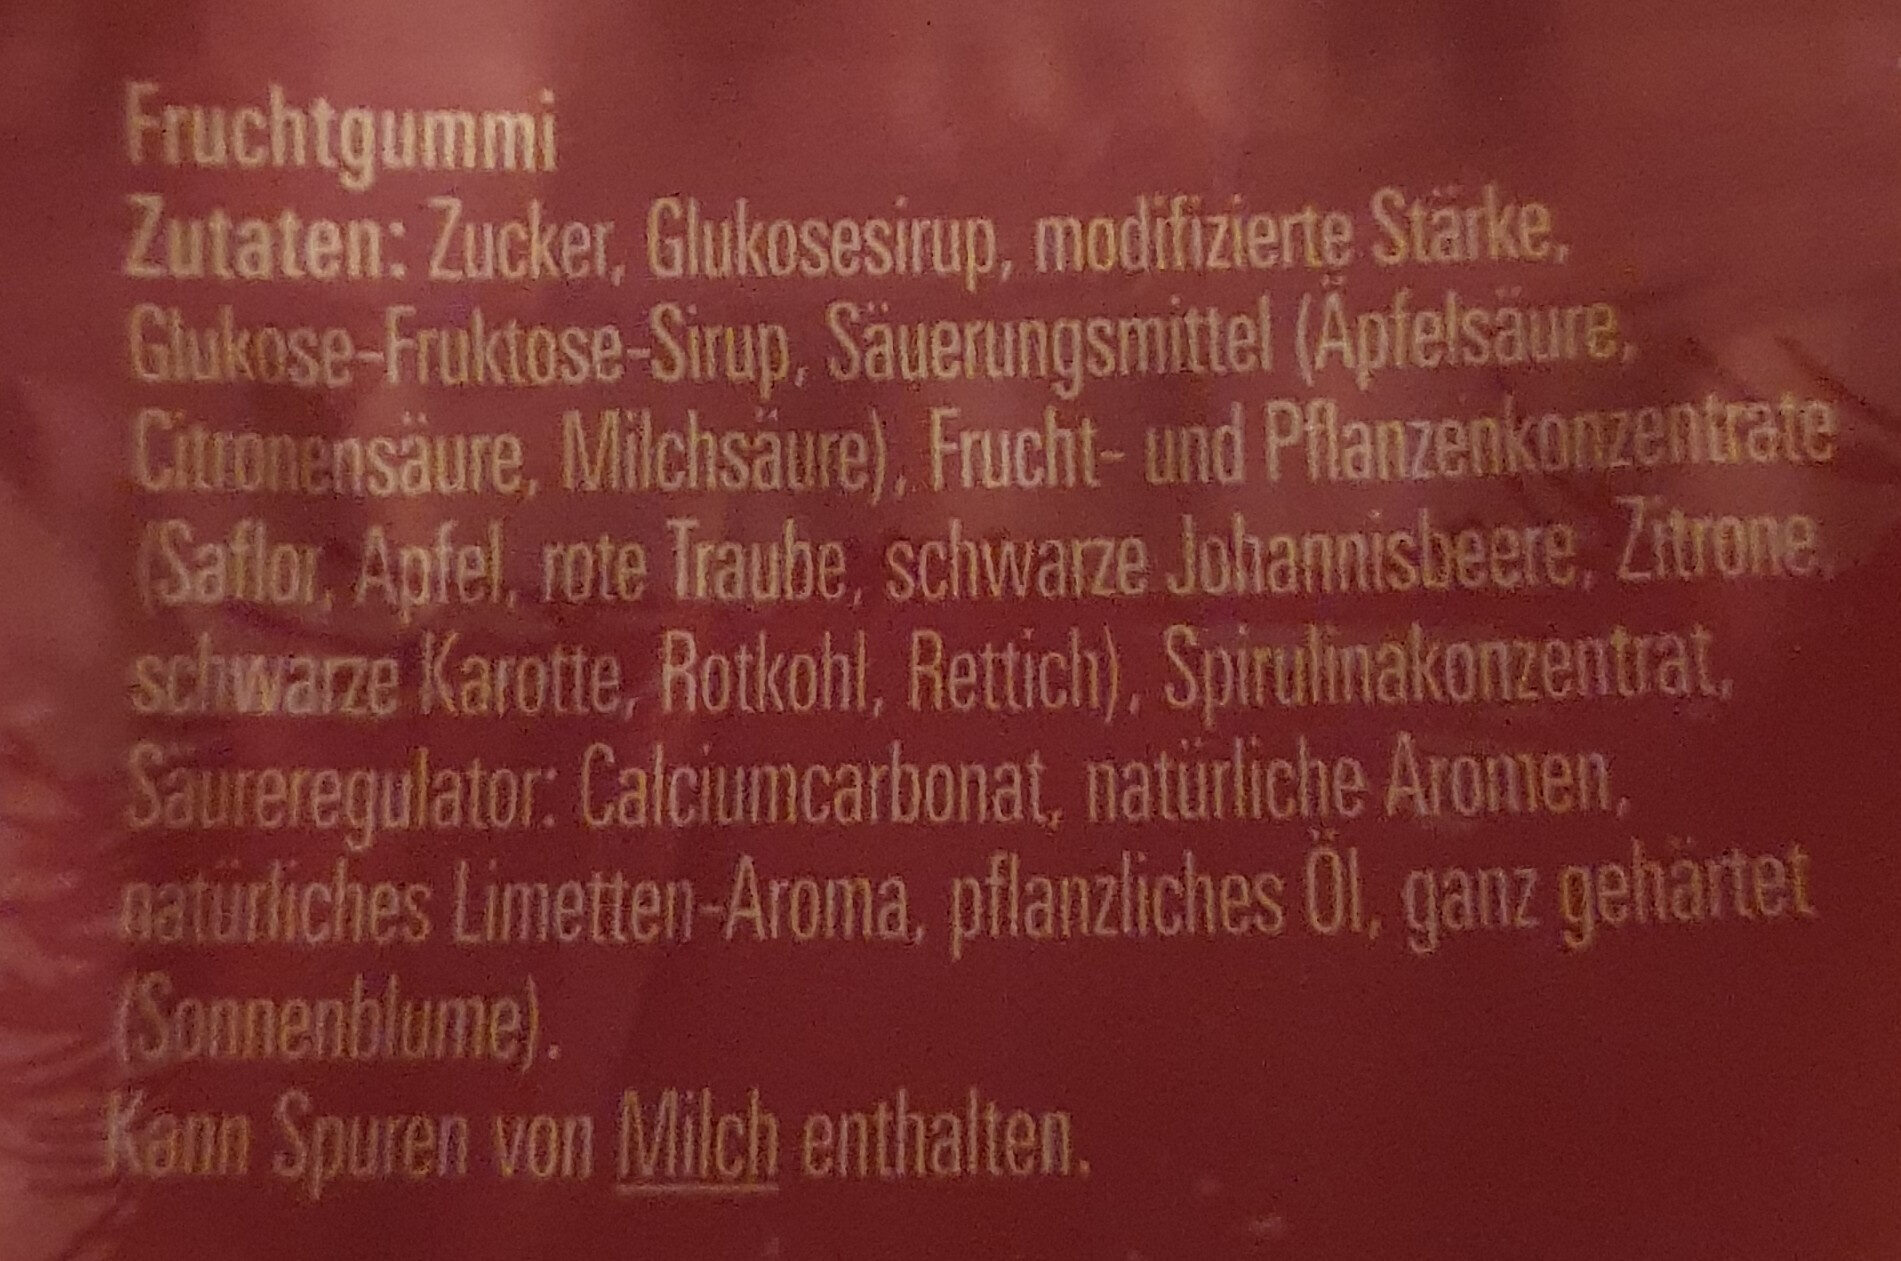 Fruchtgummi
Zutaten: Zucker, Glukosesirup, modifizierte Stärke,
Glukose-Fruktose-Sirup, Säuerungsmittel (Äpfelsäure,
Citronensäure, Milchsäure), Frucht- und Pflanzenkonzentrate
(Saflor, Apfel, rote Traube, schwarze Johannisbeere, Zitrone,
schwarze Karotte, Rotkohl, Rettich), Spirulinakonzentrat,
Säureregulator: Calciumcarbonat, natürliche Aromen,
natürliches Limetten-Aroma, pflanzliches Öl, ganz gehärtet
(Sonnenblume).
Kann Spuren von Milch enthalten.